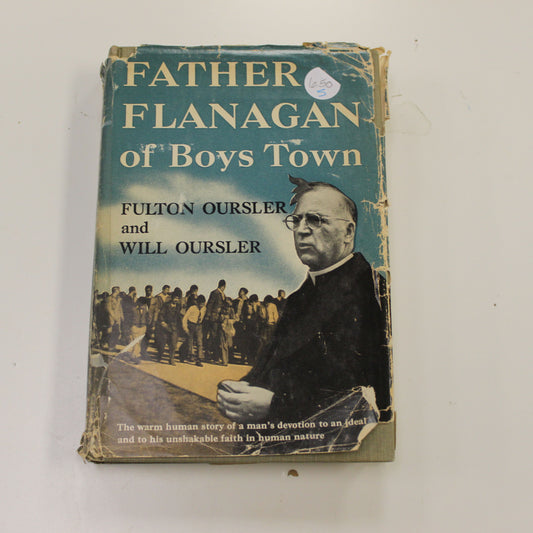 FATHER
FLANAGAN
of Boys Town
650
FULTON OURSLER
and
WILL OURSLER
The warm human story of a man's devotion to an ideal
and to his unshakable faith in human nature